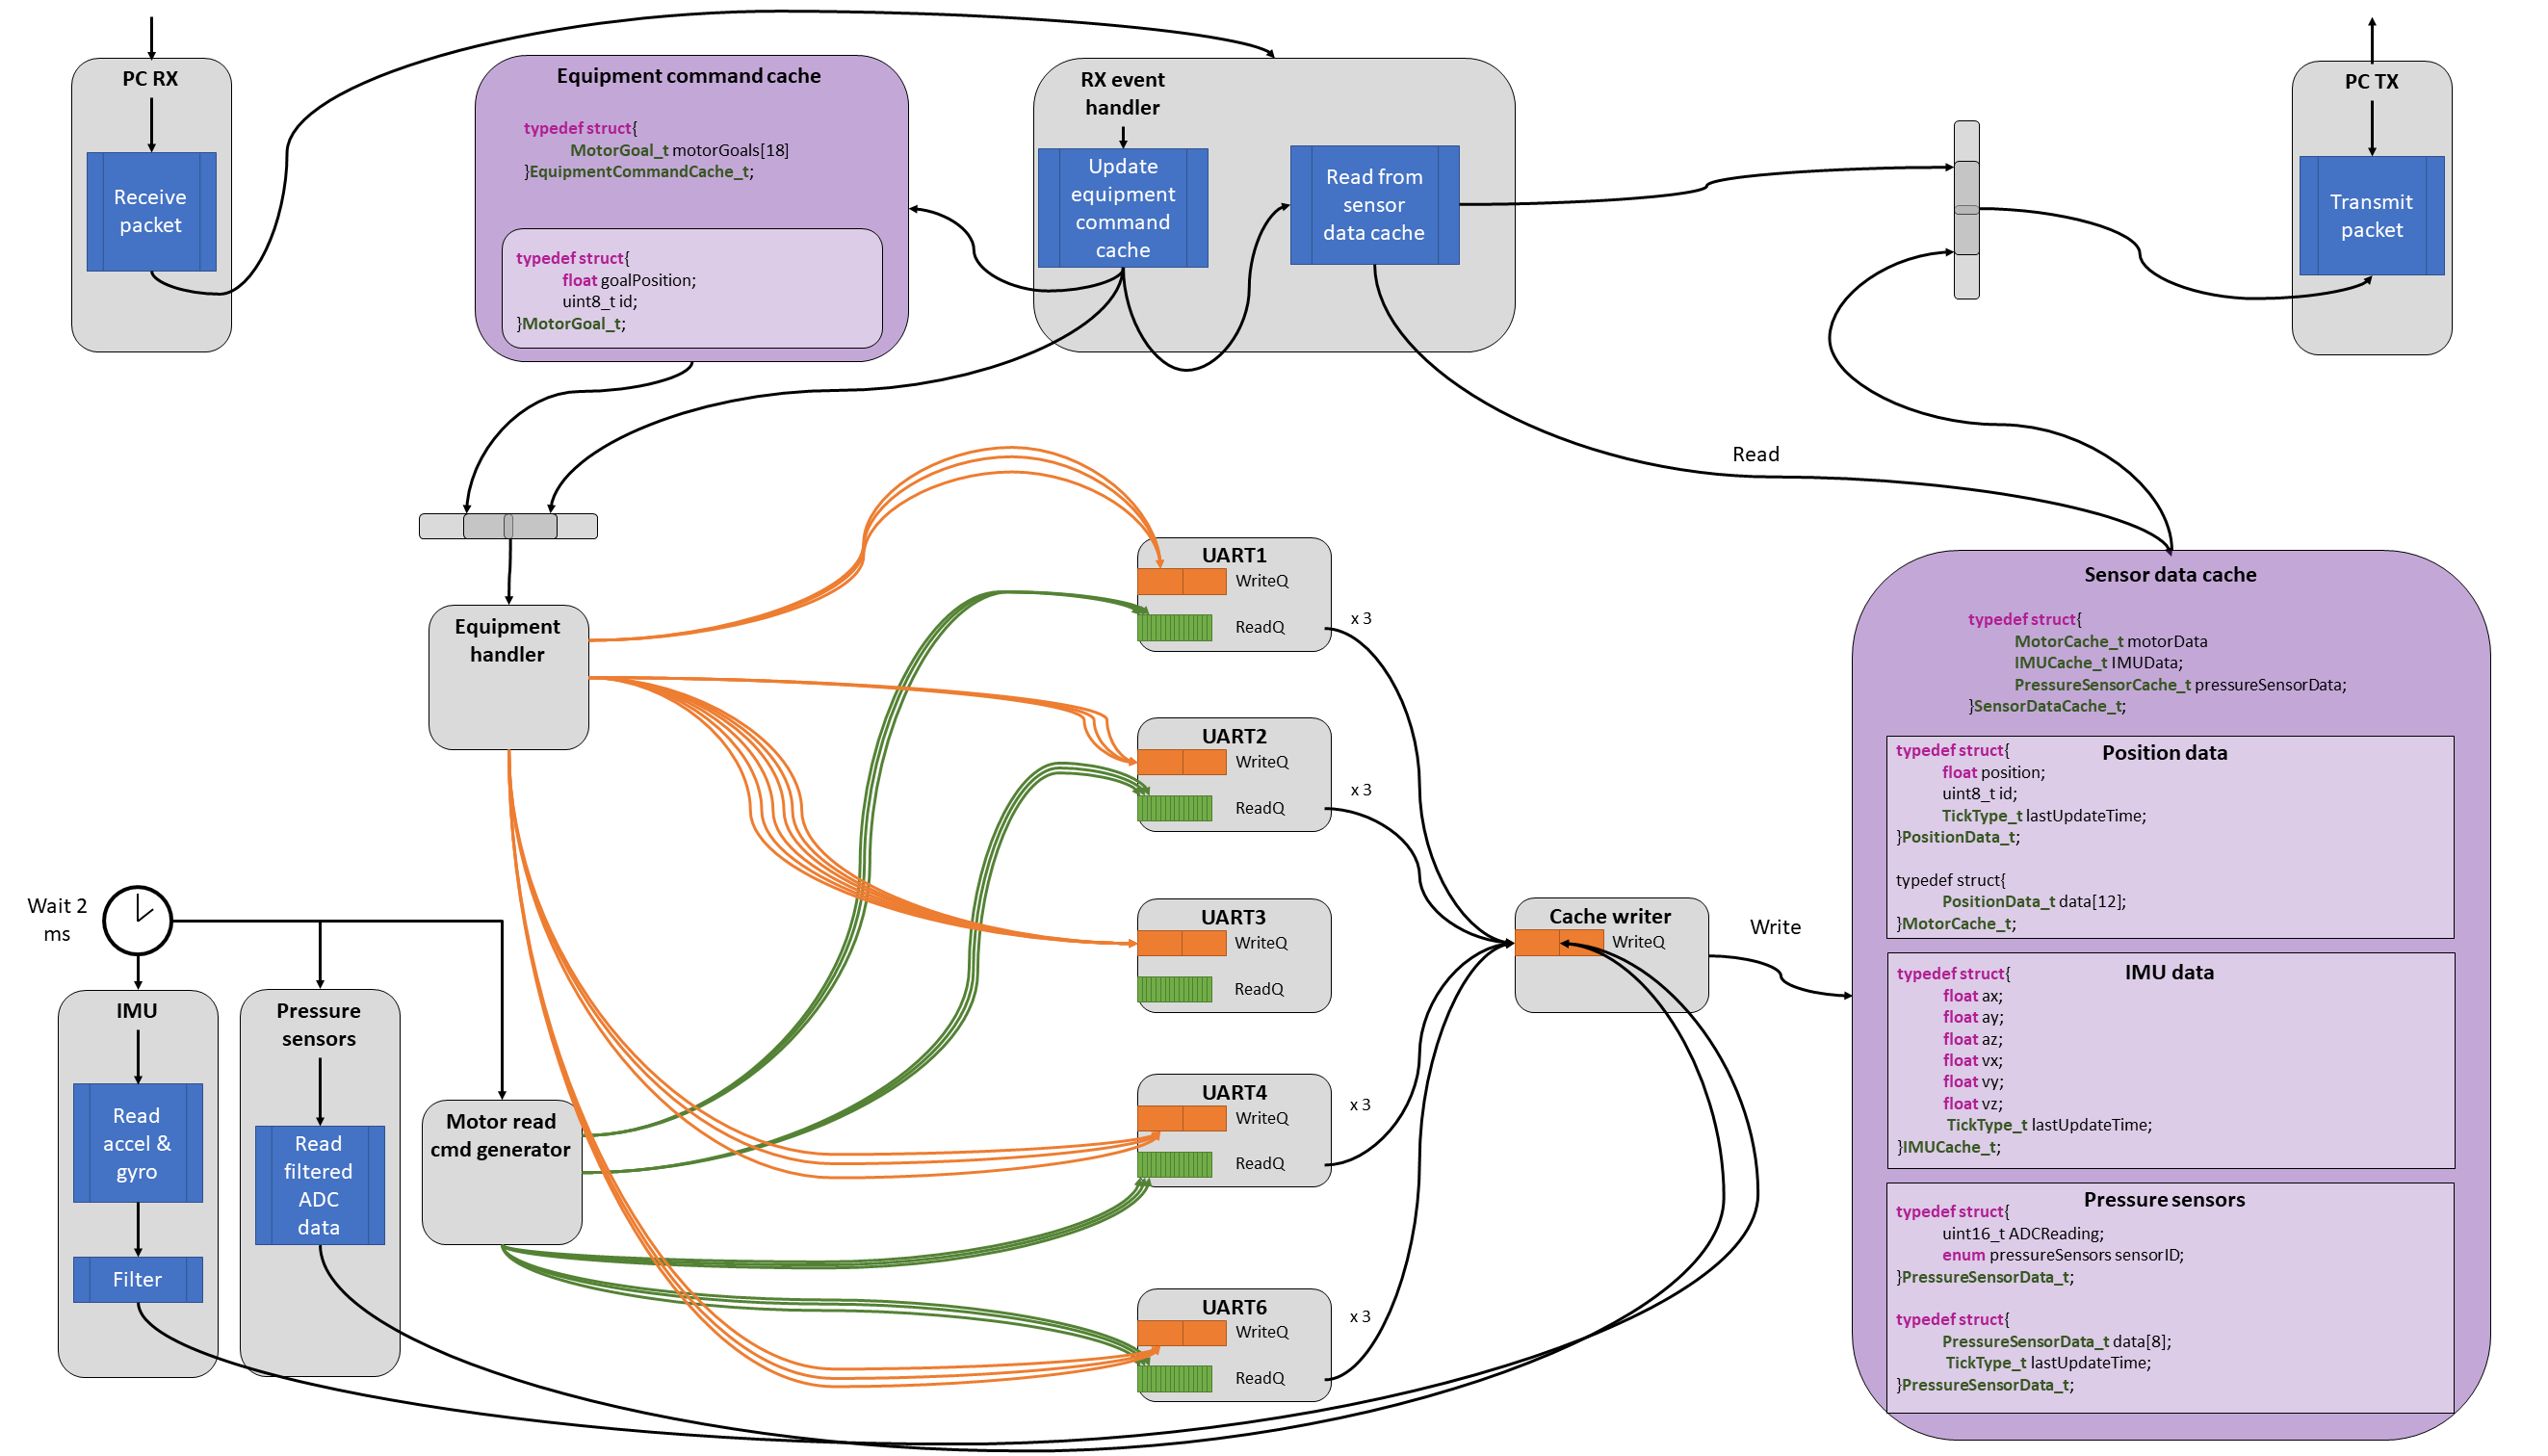 PC RX
Receive
packet
Equipment command cache
typedef struct{
MotorGoal_t motorGoals[18]
}EquipmentCommandCache_t;
typedef struct{
float goalPosition;
uint8_t id;
}MotorGoal_t;
RX event
handler
Update
equipment
command
cache
Read from
sensor
data cache
PC TX
Transmit
packet
Read
Equipment
handler
UART1
WriteQ
ReadQ
x 3
UART2
WriteQ
ReadQ
x 3
UART3
WriteQ
ReadQ
UART4
WriteQ
ReadQ
x 3
UART6
WriteQ
ReadQ
x 3
Wait 2
ms
IMU
Read
accel &
gyro
Filter
Pressure
sensors
Read
filtered
ADC
data
Motor read
cmd generator
Cache writer
WriteQ
Write
Sensor data cache
typedef struct{
MotorCache_t motorData
IMUCache_t IMUData;
PressureSensorCache_t pressureSensorData;
}SensorDataCache_t;
Position data
typedef struct{
float position;
uint8_t id;
TickType_t lastUpdateTime;
}PositionData_t;
typedef struct{
PositionData_t data[12];
}MotorCache_t;
IMU data
typedef struct{
float ax;
float ay;
float az;
float vx;
float vy;
float vz;
TickType_t lastUpdateTime;
}IMUCache_t;
Pressure sensors
typedef struct{
uint16_t ADCReading;
enum pressureSensors sensorID;
}PressureSensorData_t;
typedef struct{
PressureSensorData_t data[8];
TickType_t lastUpdateTime;
}PressureSensorData_t;